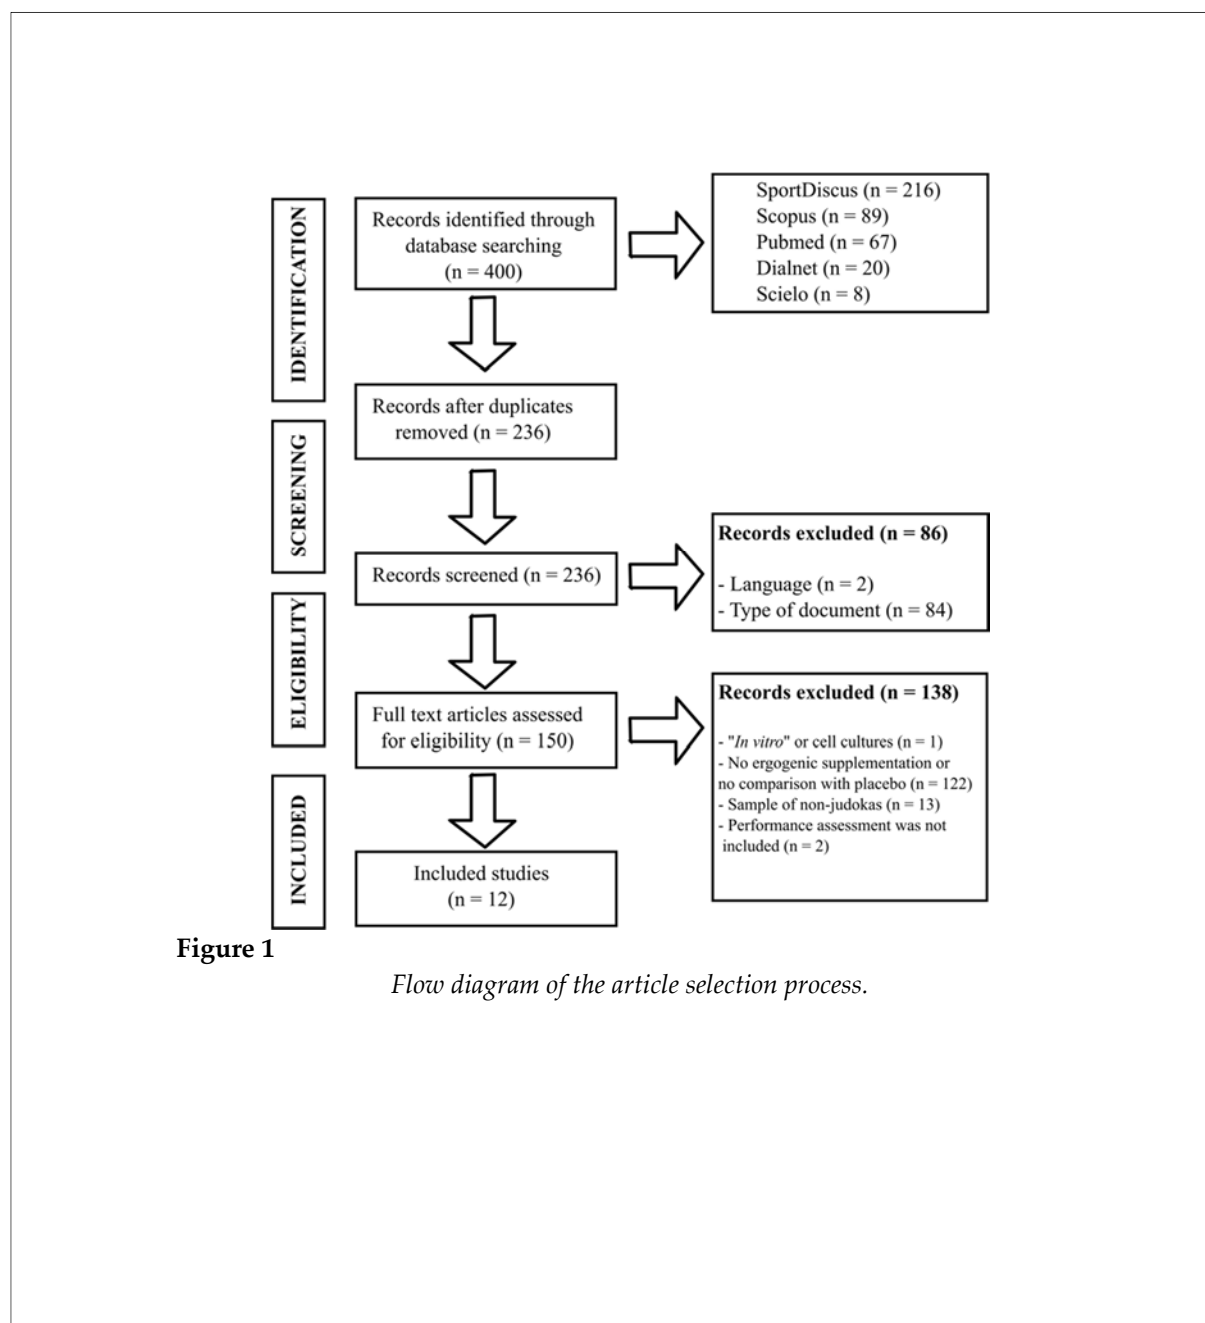 IDENTIFICATION
Records identified through
database searching
(n = 400)
SportDiscus (n = 216)
Scopus (n = 89)
Pubmed (n = 67)
Dialnet (n = 20)
Scielo (n = 8)
Records after duplicates
removed (n = 236)
SCREENING
Records screened (n = 236)
Records excluded (n = 86)
- Language (n = 2)
- Type of document (n = 84)
ELIGIBILITY
Full text articles assessed
for eligibility (n = 150)
Records excluded (n = 138)
- "In vitro" or cell cultures (n = 1)
- No ergogenic supplementation or
no comparison with placebo (n = 122)
- Sample of non-judokas (n = 13)
- Performance assessment was not
included (n = 2)
INCLUDED
Included studies
(n = 12)
Figure 1
Flow diagram of the article selection process.